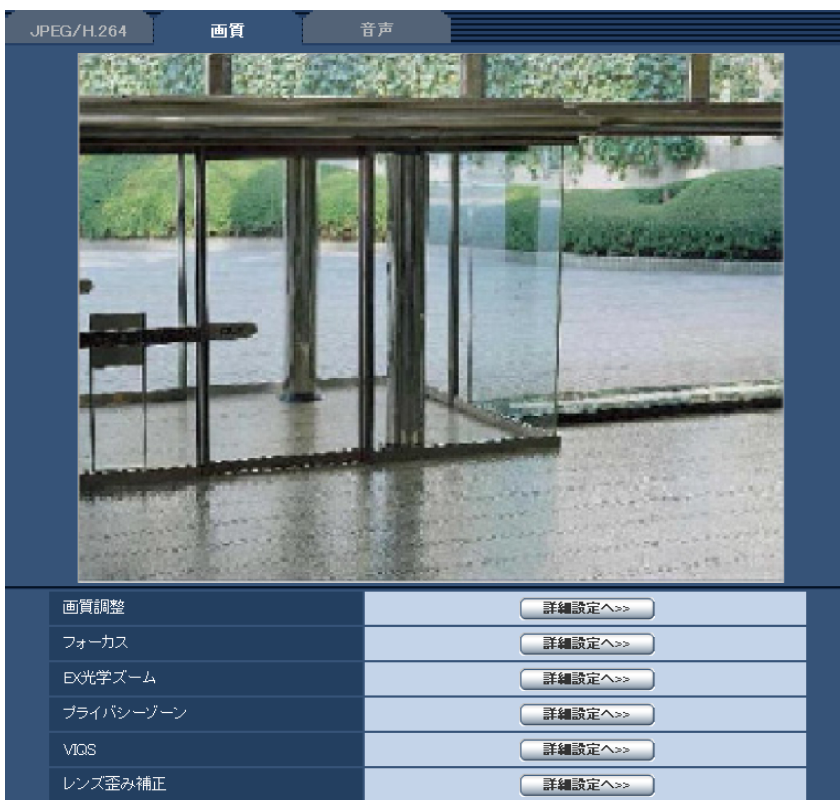 JPEG/H.264 画質 音声
画質調整 詳細設定へ>>
フォーカス 詳細設定へ>>
EX光学ズーム 詳細設定へ>>
プライバシーゾーン 詳細設定へ>>
VIQS 詳細設定へ>>
レンズ歪み補正 詳細設定へ>>